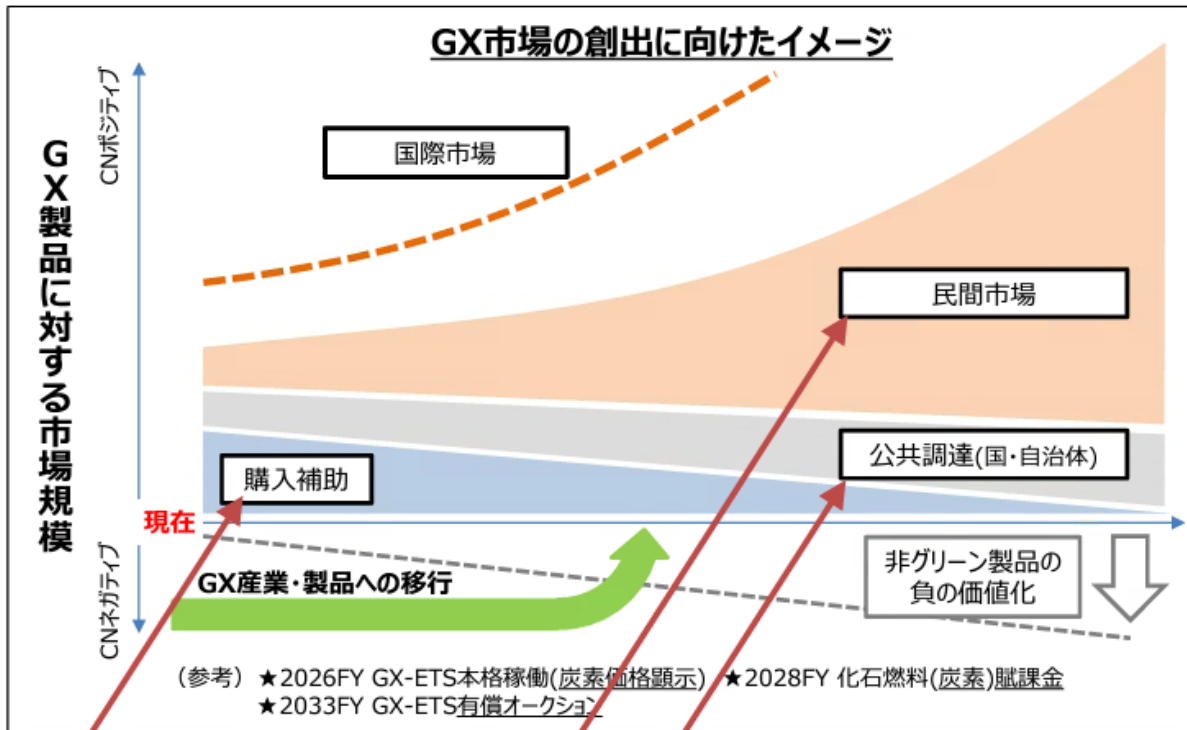 GX市場の創出に向けたイメージ
CNポジティブ
GX製品に対する市場規模
国際市場
民間市場
公共調達(国・自治体)
購入補助
現在
CNネガティブ
GX産業・製品への移行
非グリーン製品の
負の価値化
（参考）★2026FY GX-ETS本格稼働(炭素価格顕示) ★2028FY 化石燃料(炭素)賦課金
★2033FY GX-ETS有償オークション